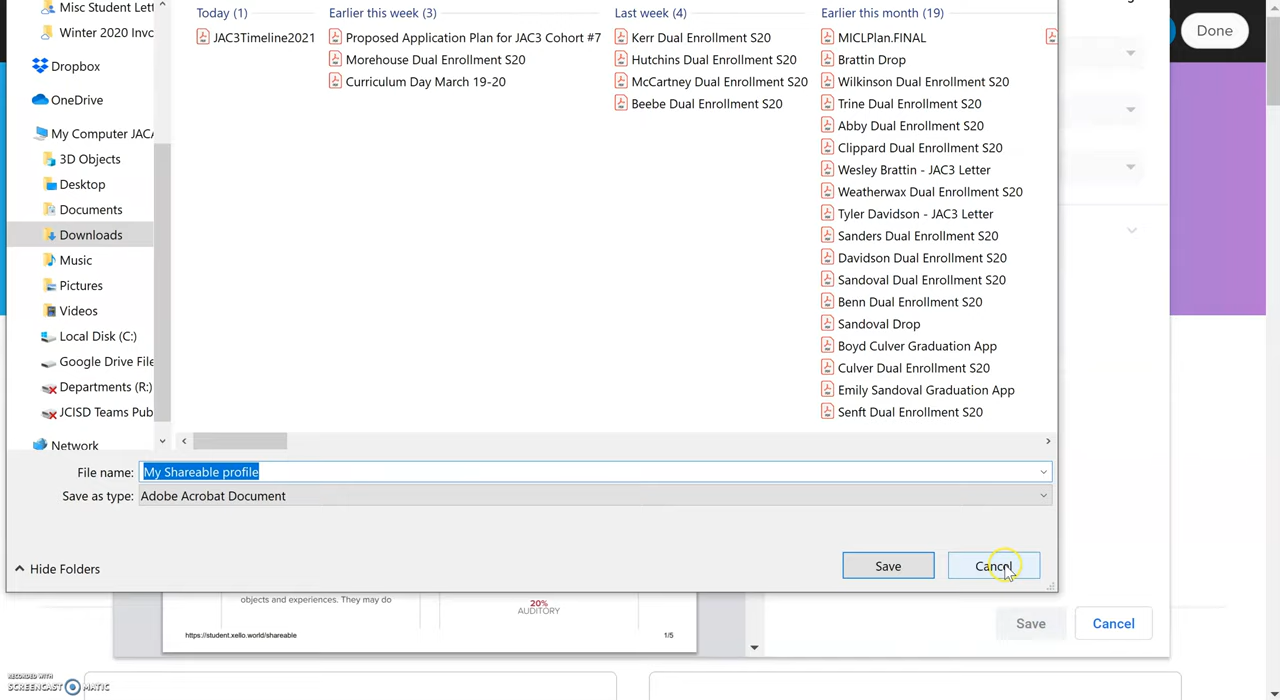 Misc Student Lett
Winter 2020 Invc
Dropbox
OneDrive
My Computer JACA
3D Objects
Desktop
Documents
Downloads
Music
Pictures
Videos
Local Disk (C:)
Google Drive File
Departments (R:)
JCISD Teams Pub
Network
Today (1)
JAC3Timeline2021
Earlier this week (3)
Proposed Application Plan for JAC3 Cohort #7
Morehouse Dual Enrollment S20
Curriculum Day March 19-20
Last week (4)
Kerr Dual Enrollment S20
Hutchins Dual Enrollment S20
McCartney Dual Enrollment S20
Beebe Dual Enrollment S20
Earlier this month (19)
MICLPlan.FINAL
Brattin Drop
Wilkinson Dual Enrollment S20
Trine Dual Enrollment S20
Abby Dual Enrollment S20
Clippard Dual Enrollment S20
Wesley Brattin - JAC3 Letter
Weatherwax Dual Enrollment S20
Tyler Davidson - JAC3 Letter
Sanders Dual Enrollment S20
Davidson Dual Enrollment S20
Sandoval Dual Enrollment S20
Benn Dual Enrollment S20
Sandoval Drop
Boyd Culver Graduation App
Culver Dual Enrollment S20
Emily Sandoval Graduation App
Senft Dual Enrollment S20
Done
File name: My Shareable profile
Save as type: Adobe Acrobat Document
Hide Folders
Save Cancel
objects and experiences. They may do
20%
AUDITORY
https://student.xello.world/shareable 1/5
Save Cancel
RECORDED WITH
SCREENCAST MATIC